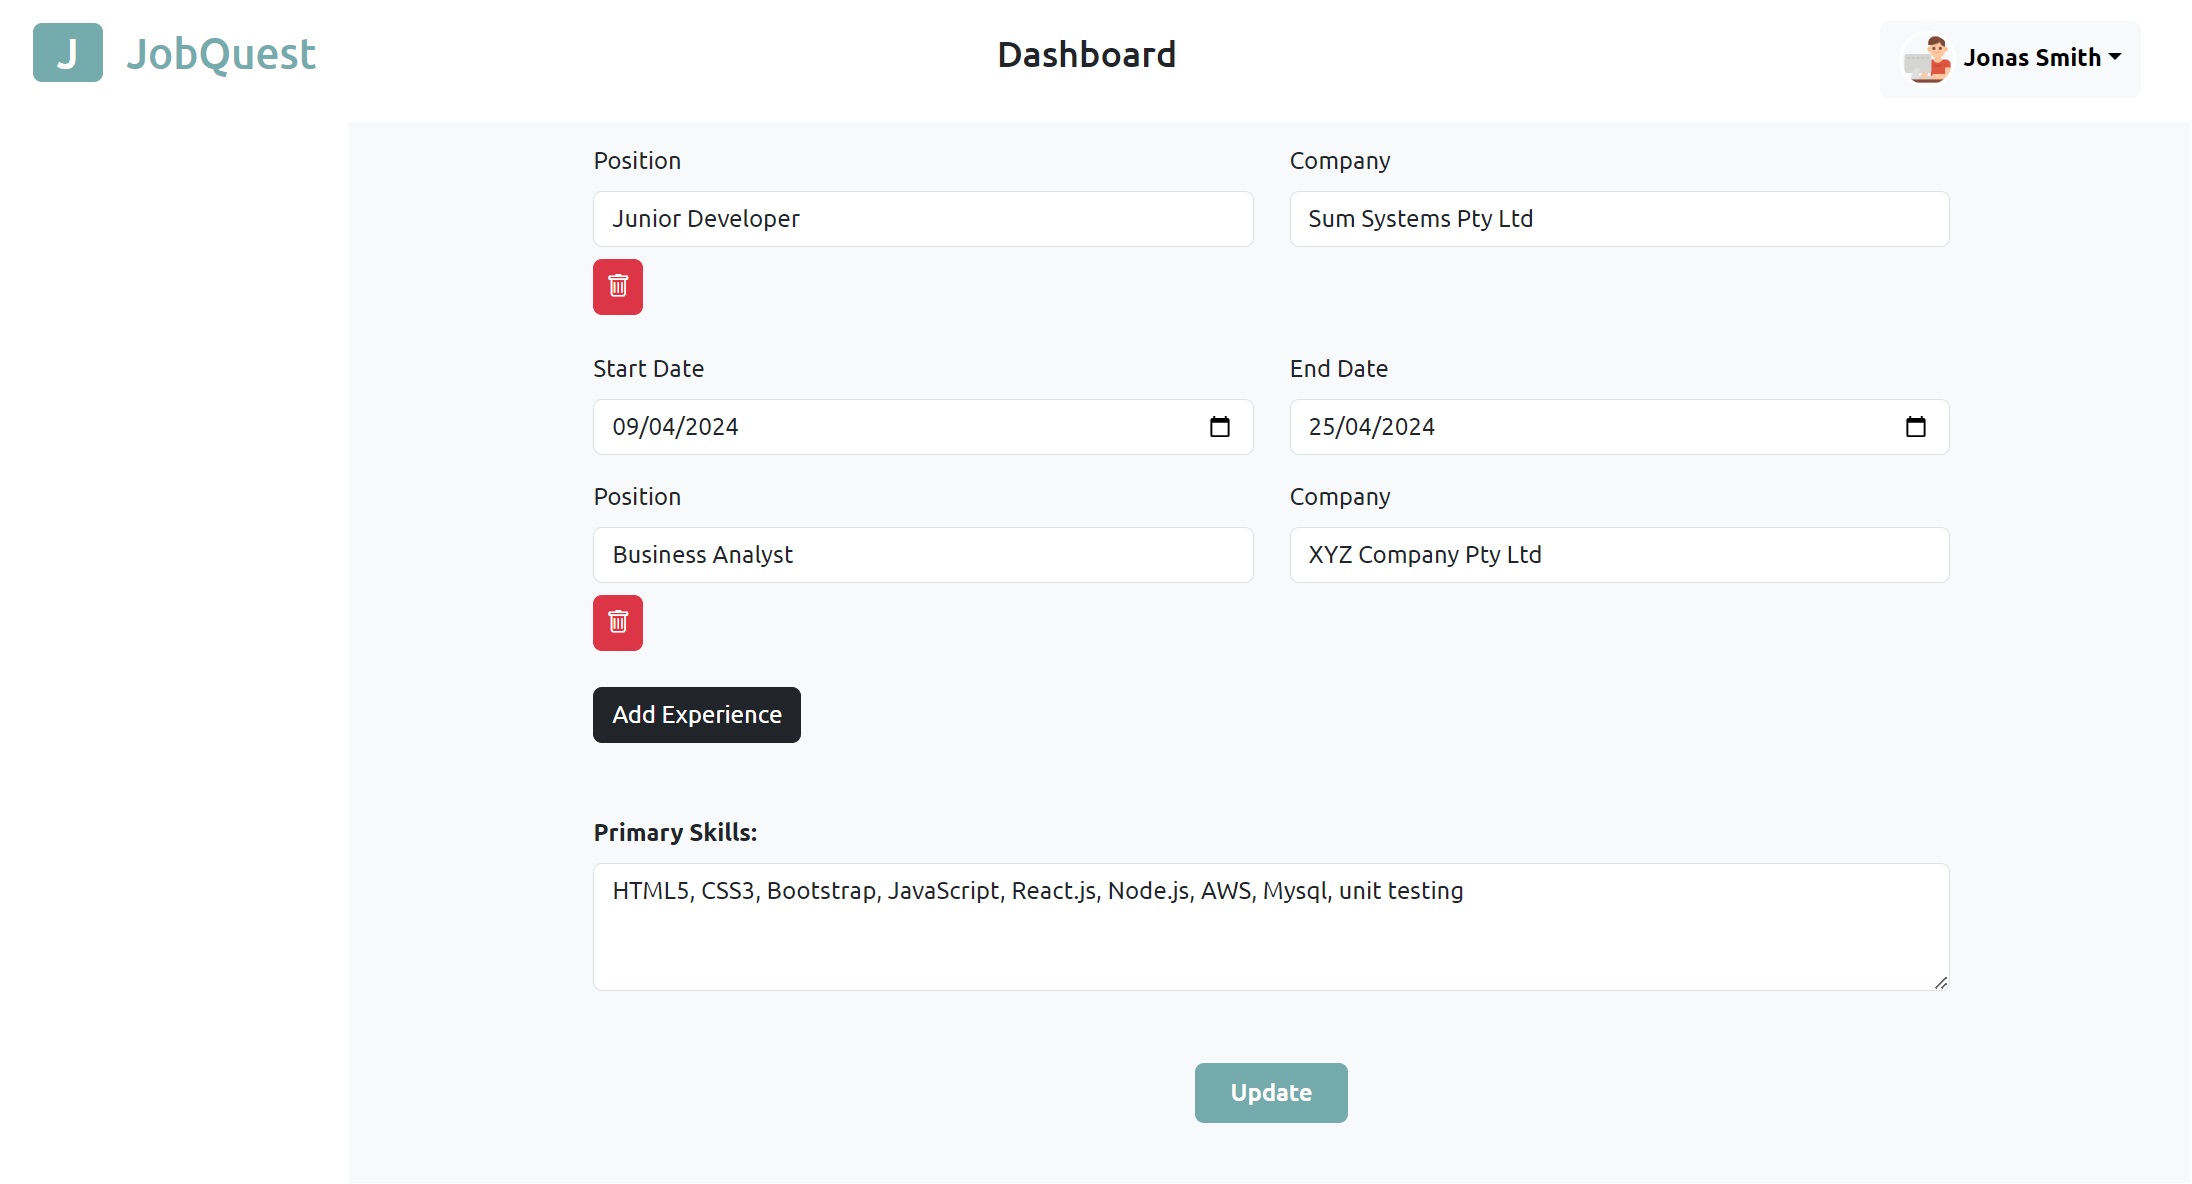 J JobQuest Dashboard Jonas Smith
Position Company
Junior Developer Sum Systems Pty Ltd
Start Date End Date
09/04/2024 25/04/2024
Position Company
Business Analyst XYZ Company Pty Ltd
Add Experience
Primary Skills:
HTML5, CSS3, Bootstrap, JavaScript, React.js, Node.js, AWS, Mysql, unit testing
Update